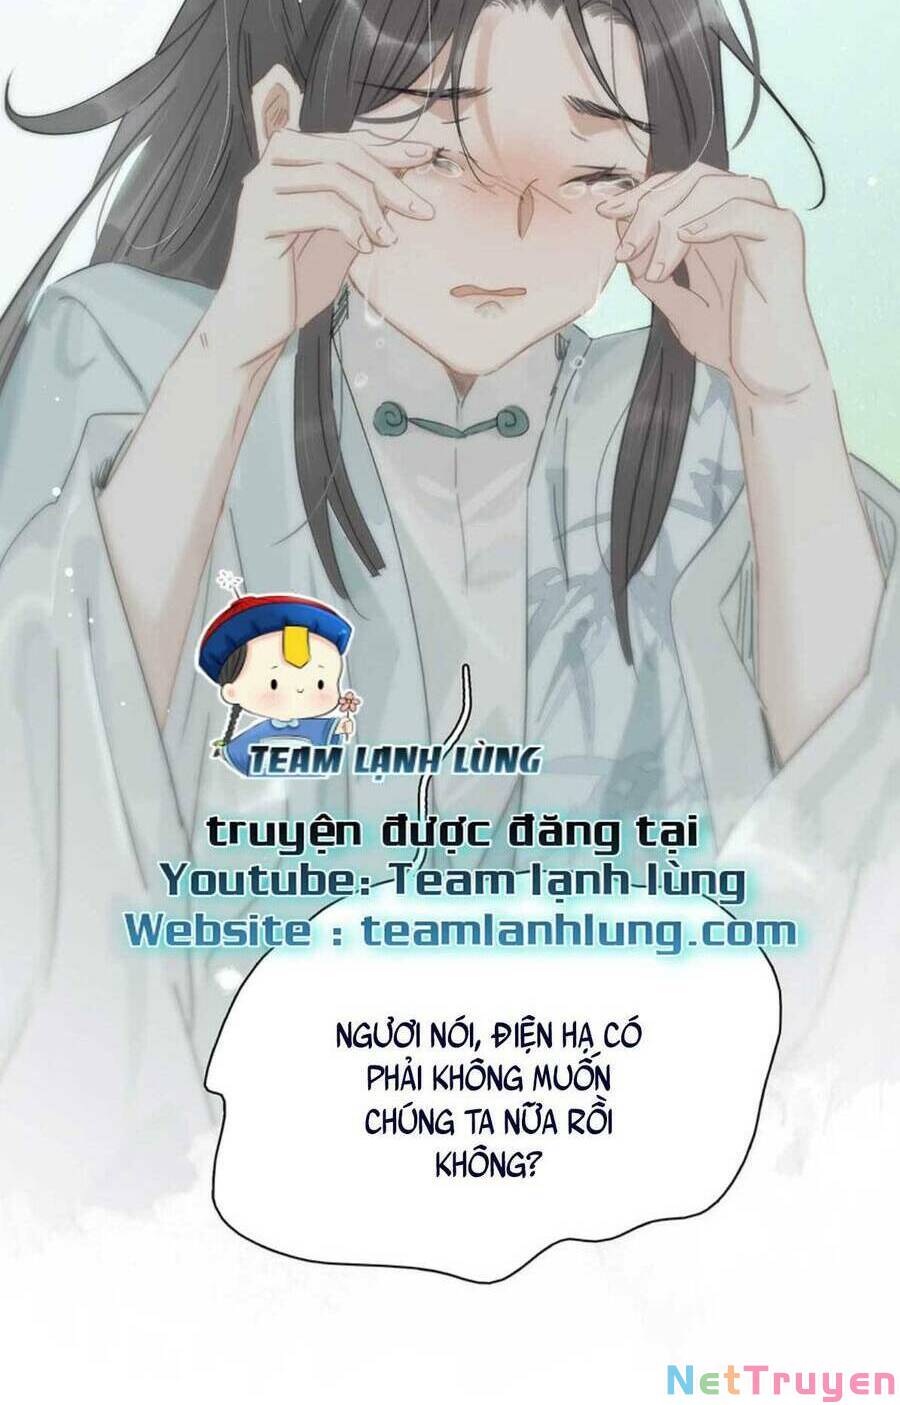 TEAM LẠNH LÙNG
truyện được đăng tại
Youtube: Team lạnh lùng
Website : teamlanhlung.com
NGƯƠI NÓI, ĐIỆN HẠ CÓ
PHẢI KHÔNG MUỐN
CHÚNG TA NỮA RỒI
KHÔNG?
NetTruyen